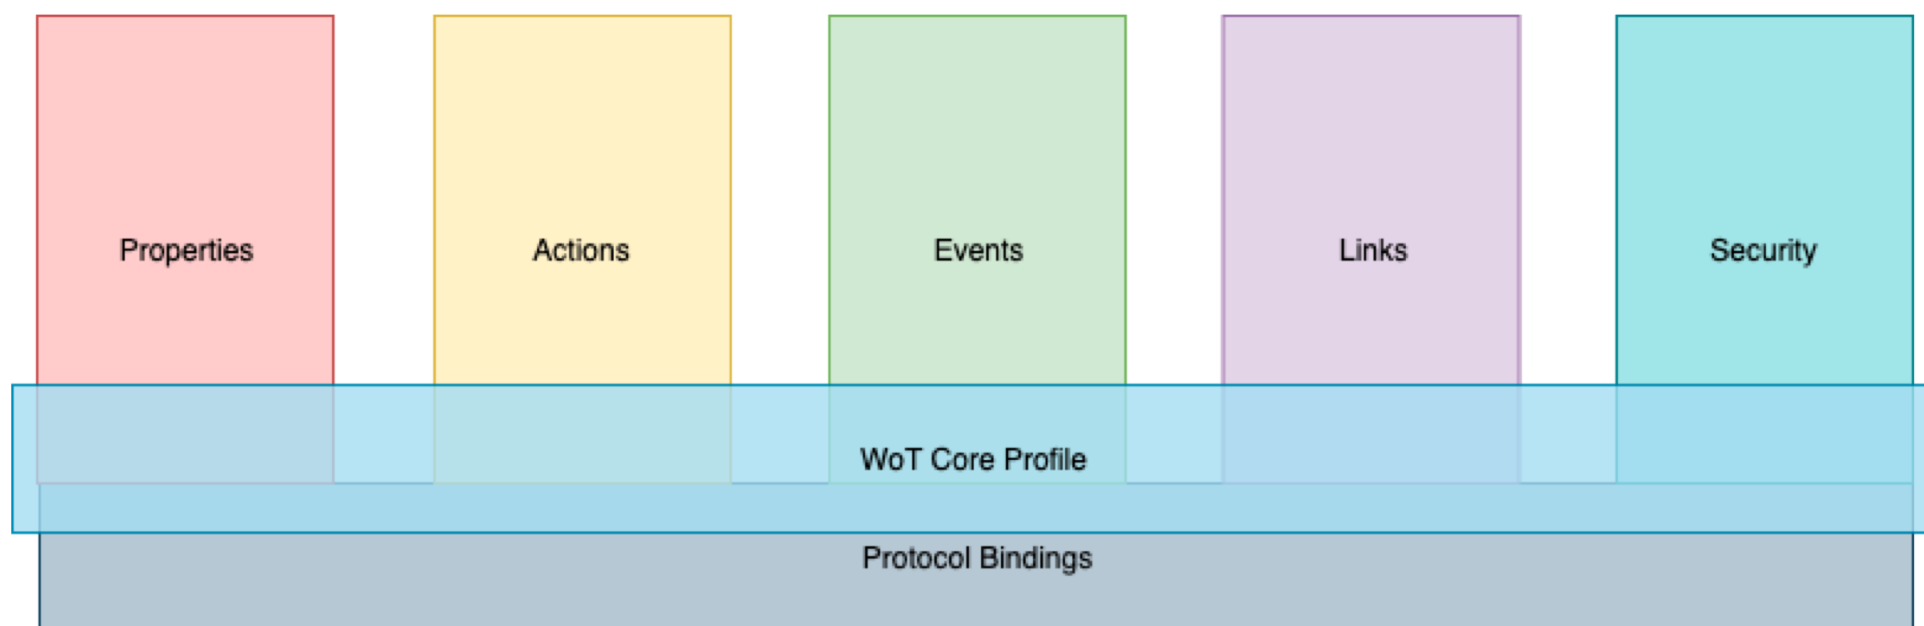 Properties
Actions
Events
Links
Security
WoT Core Profile
Protocol Bindings